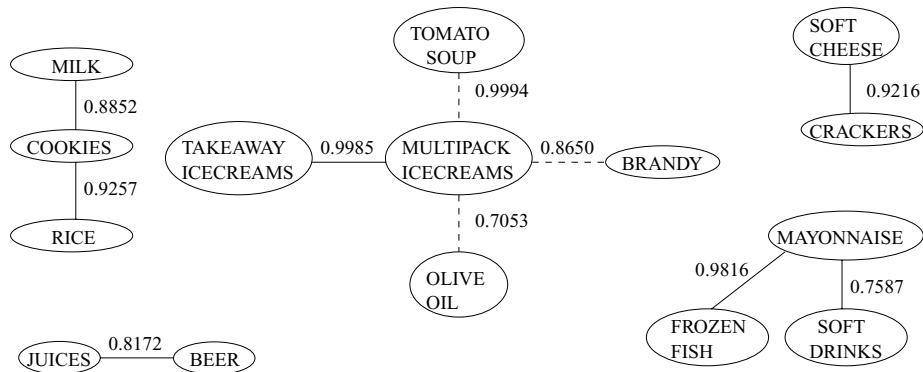 MILK
0.8852
COOKIES
0.9257
RICE
TOMATO
SOUP
0.9994
TAKEAWAY
ICECREAMS
0.9985
MULTIPACK
ICECREAMS
0.8650
BRANDY
0.7053
OLIVE
OIL
SOFT
CHEESE
0.9216
CRACKERS
MAYONNAISE
0.9816
0.7587
FROZEN
FISH
SOFT
DRINKS
JUICES
0.8172
BEER